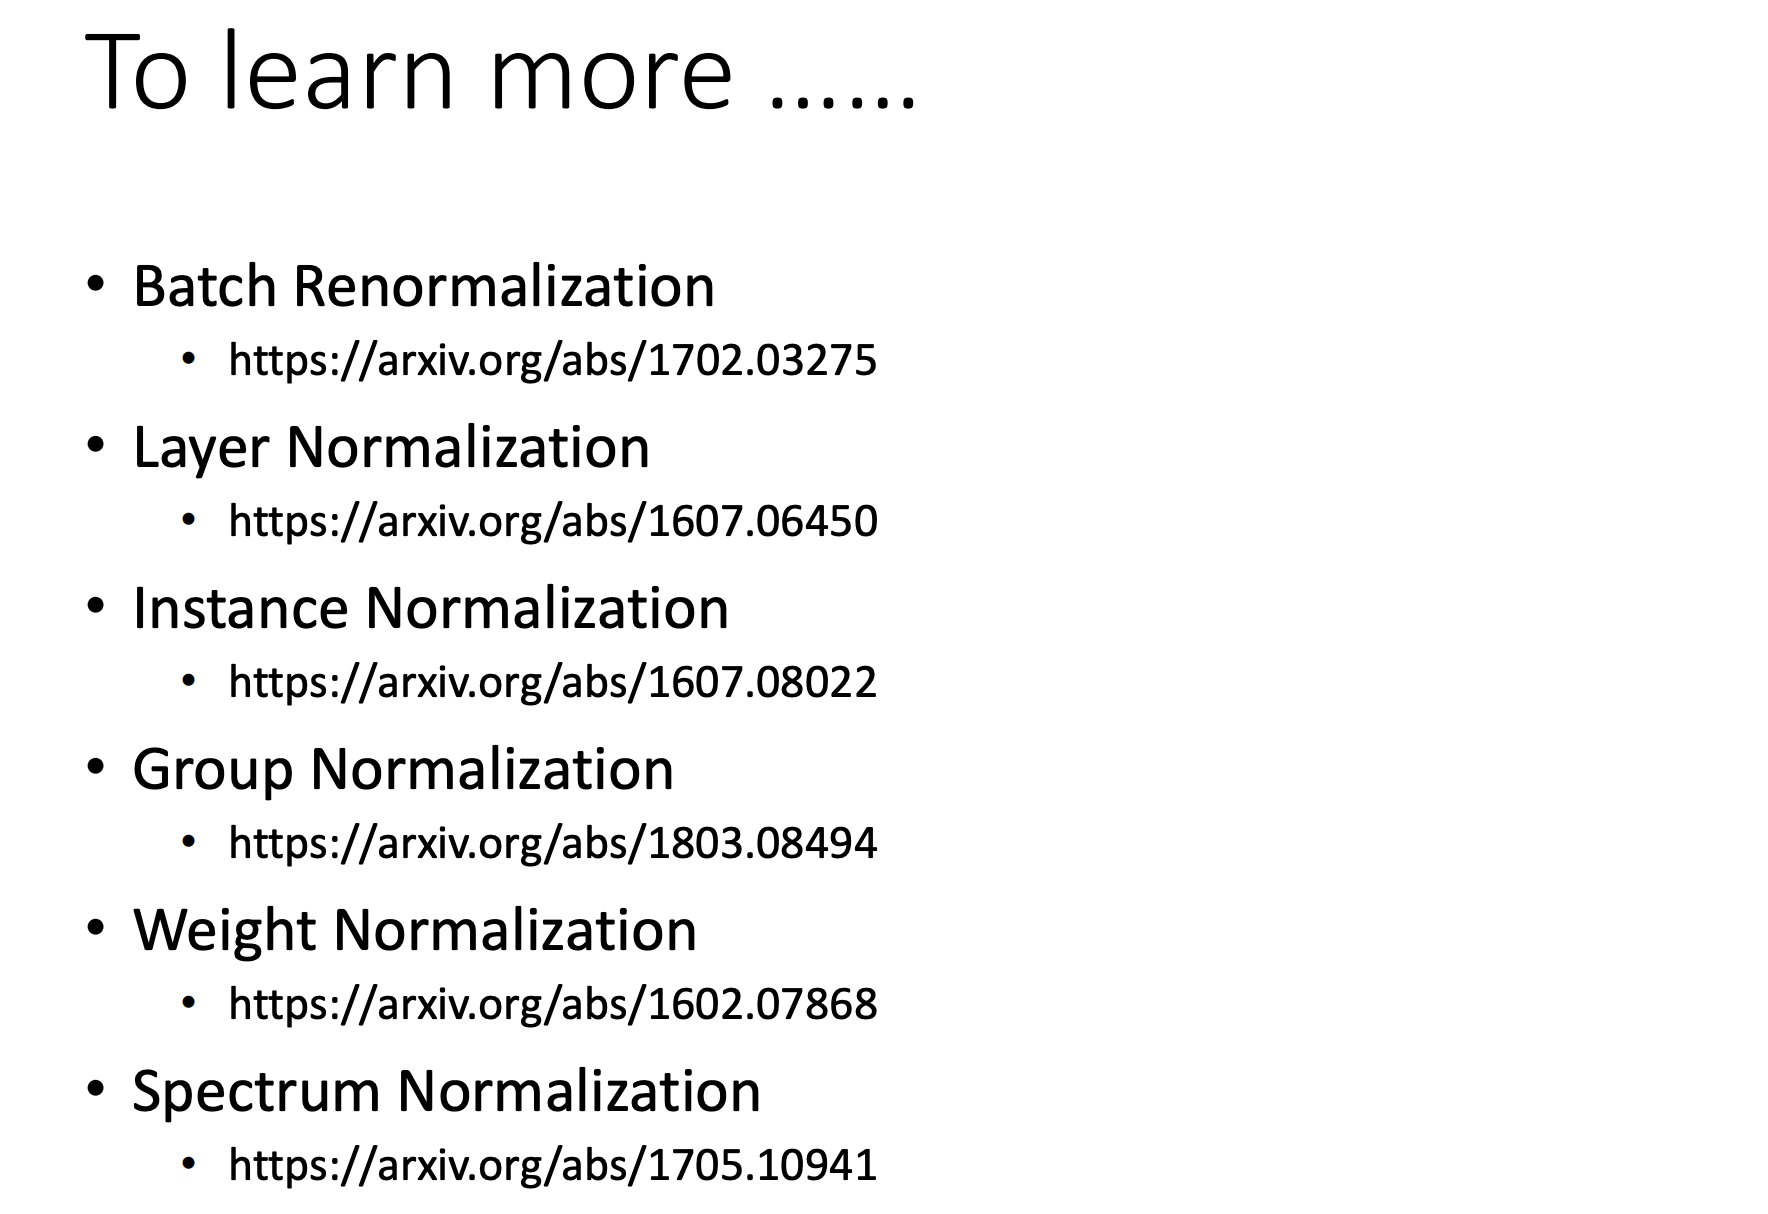 To learn more ……
• Batch Renormalization
• https://arxiv.org/abs/1702.03275
• Layer Normalization
• https://arxiv.org/abs/1607.06450
• Instance Normalization
• https://arxiv.org/abs/1607.08022
• Group Normalization
• https://arxiv.org/abs/1803.08494
• Weight Normalization
• https://arxiv.org/abs/1602.07868
• Spectrum Normalization
• https://arxiv.org/abs/1705.10941